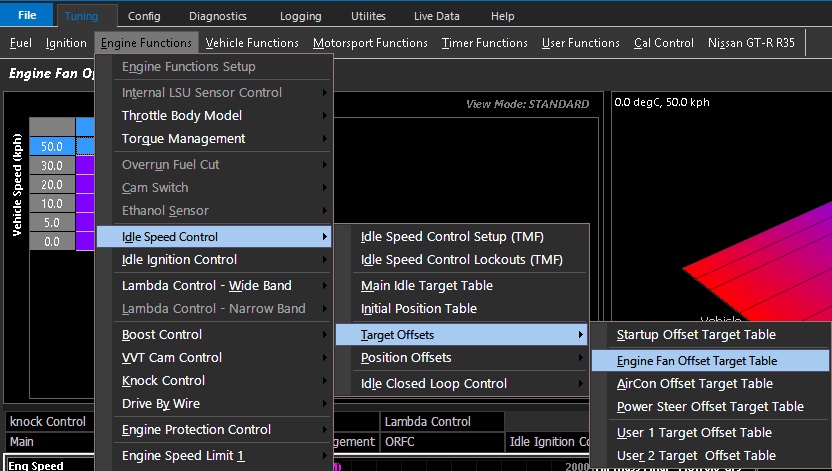 File Tuning Config Diagnostics Logging Utilites Live Data Help
Fuel Ignition Engine Functions Vehicle Functions Motorsport Functions Timer Functions User Functions Cal Control Nissan GT-R R35
Engine Fan Of
Engine Functions Setup
Internal LSU Sensor Control
Throttle Body Model
Torque Management
Overrun Fuel Cut
Cam Switch
Ethanol Sensor
Idle Speed Control
Idle Ignition Control
Lambda Control - Wide Band
Lambda Control - Narrow Band
Boost Control
VVT Cam Control
Knock Control
Drive By Wire
Engine Protection Control
Engine Speed Limit 1
View Mode: STANDARD
0.0 degC, 50.0 kph
Vehicle Speed (kph)
50.0
30.0
20.0
10.0
5.0
0.0
Idle Speed Control Setup (TMF)
Idle Speed Control Lockouts (TMF)
Main Idle Target Table
Initial Position Table
Target Offsets
Position Offsets
Idle Closed Loop Control
Vehicle
Startup Offset Target Table
Engine Fan Offset Target Table
AirCon Offset Target Table
Power Steer Offset Target Table
User 1 Target Offset Table
User 2 Target Offset Table
knock Control Lambda Control
Main gement ORFC Idle Ignition Co
Eng Speed 2000